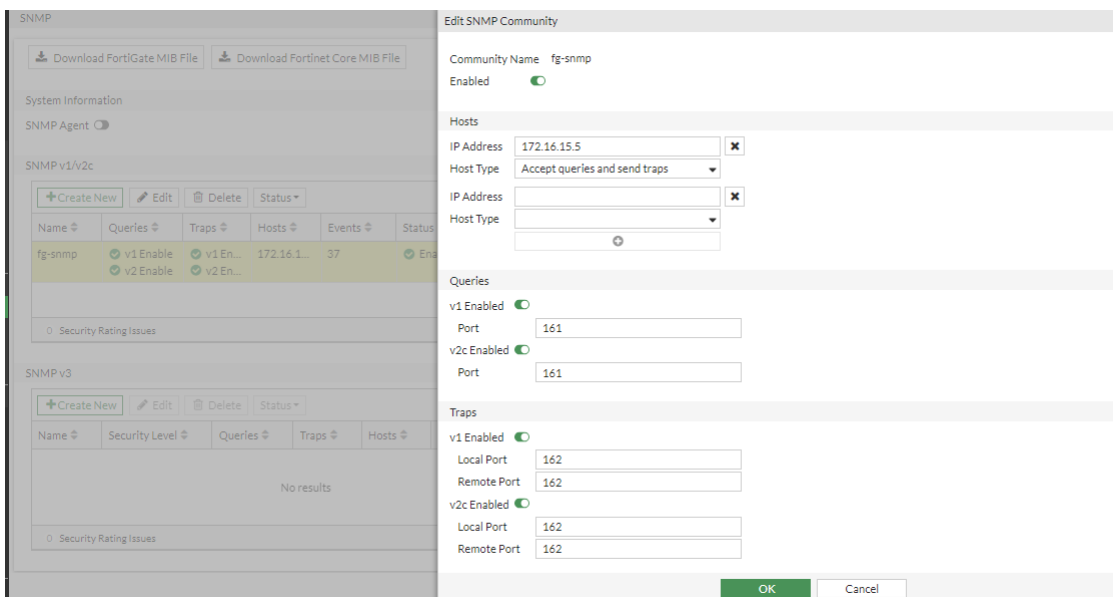 SNMP
Download FortiGate MIB File
Download Fortinet Core MIB File
System Information
SNMP Agent
SNMP v1/v2c
Create New Edit Delete Status
Name Queries Traps Hosts Events Status
fg-snmp v1 Enable v1 En... 172.16.1... 37 Ena
v2 Enable v2 En...
0 Security Rating Issues
SNMP v3
Create New Edit Delete Status
Name Security Level Queries Traps Hosts
No results
0 Security Rating Issues
Edit SNMP Community
Community Name fg-snmp
Enabled
Hosts
IP Address 172.16.15.5
Host Type Accept queries and send traps
IP Address
Host Type
Queries
v1 Enabled
Port 161
v2c Enabled
Port 161
Traps
v1 Enabled
Local Port 162
Remote Port 162
v2c Enabled
Local Port 162
Remote Port 162
OK Cancel